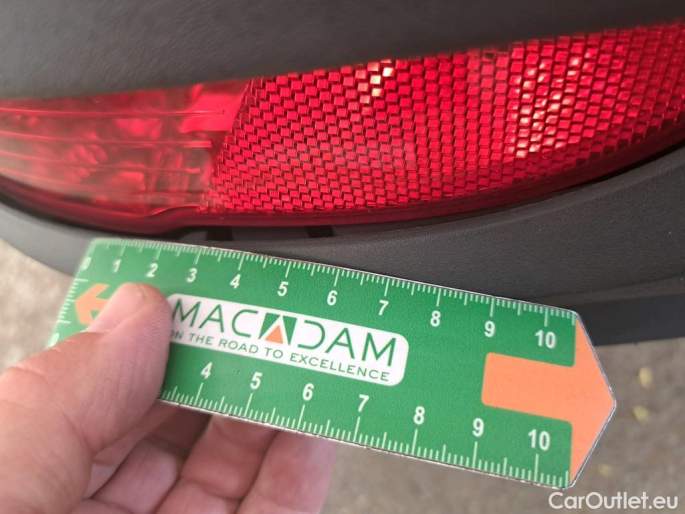 0 1 2 3 4 5 6 7 8 9 10
MACADAM
ON THE ROAD TO EXCELLENCE
4 5 6 7 8 9 10
CarOutlet.eu